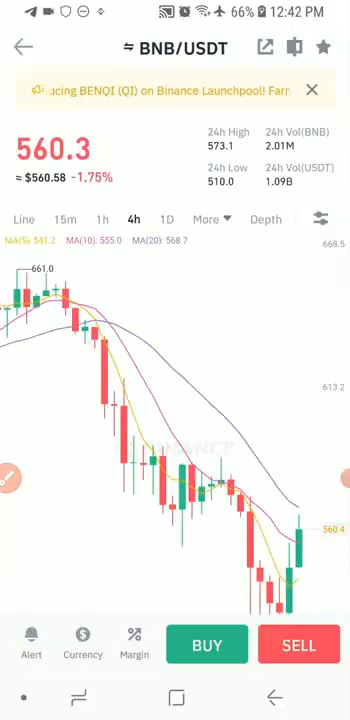 66% 12:42 PM
BNB/USDT
ucing BENQI (QI) on Binance Launchpool! Farn
560.3
≈ $560.58 -1.75%
24h High 24h Vol(BNB)
573.1 2.01M
24h Low 24h Vol(USDT)
510.0 1.09B
Line 15m 1h 4h 1D More Depth
MA(5): 541.2 MA(10): 555.0 MA(20): 568.7
668.5
661.0
613.2
BINANCE
560.4
Alert Currency Margin BUY SELL